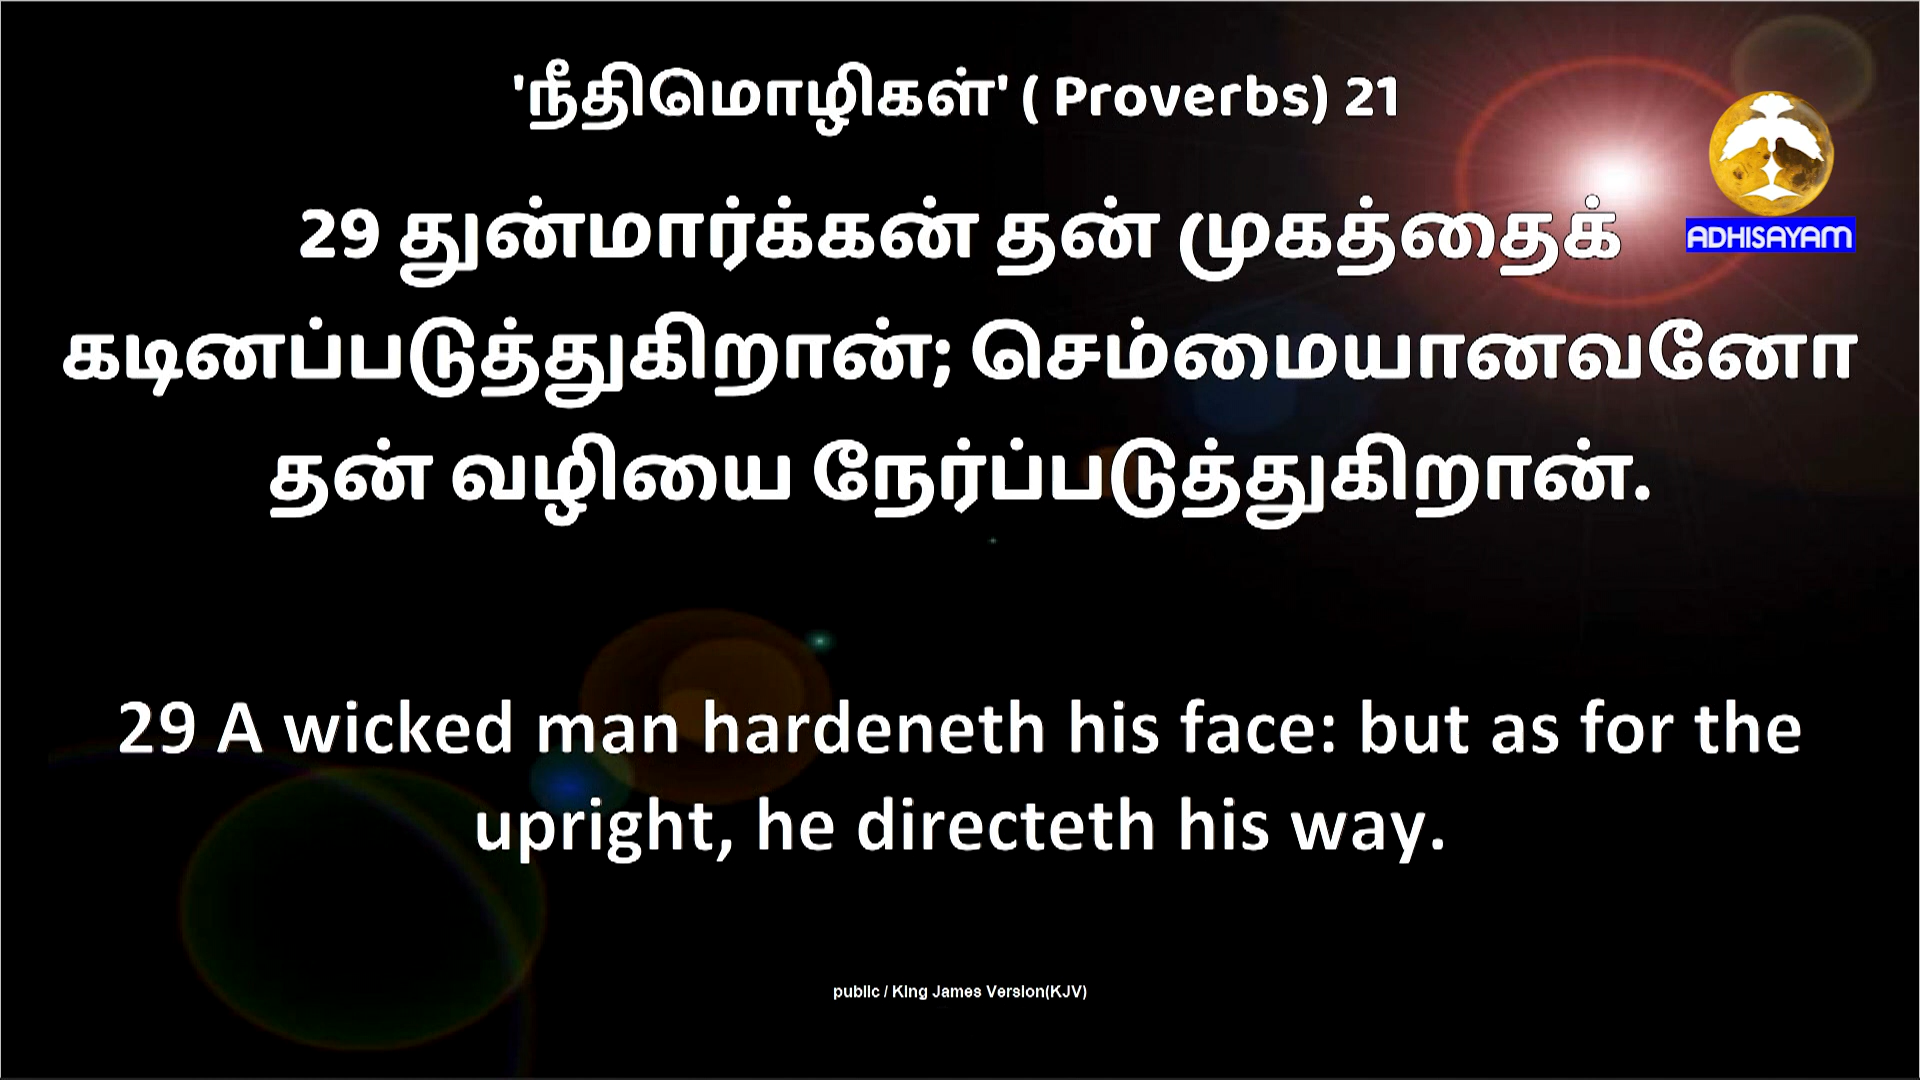 'நீதிமொழிகள்' ( Proverbs) 21
29 துன்மார்க்கன் தன் முகத்தைக்
ADHISAYAM
கடினப்படுத்துகிறான்; செம்மையானவனோ
தன் வழியை நேர்ப்படுத்துகிறான்.
29 A wicked man hardeneth his face: but as for the
upright, he directeth his way.
public / King James Version(KJV)